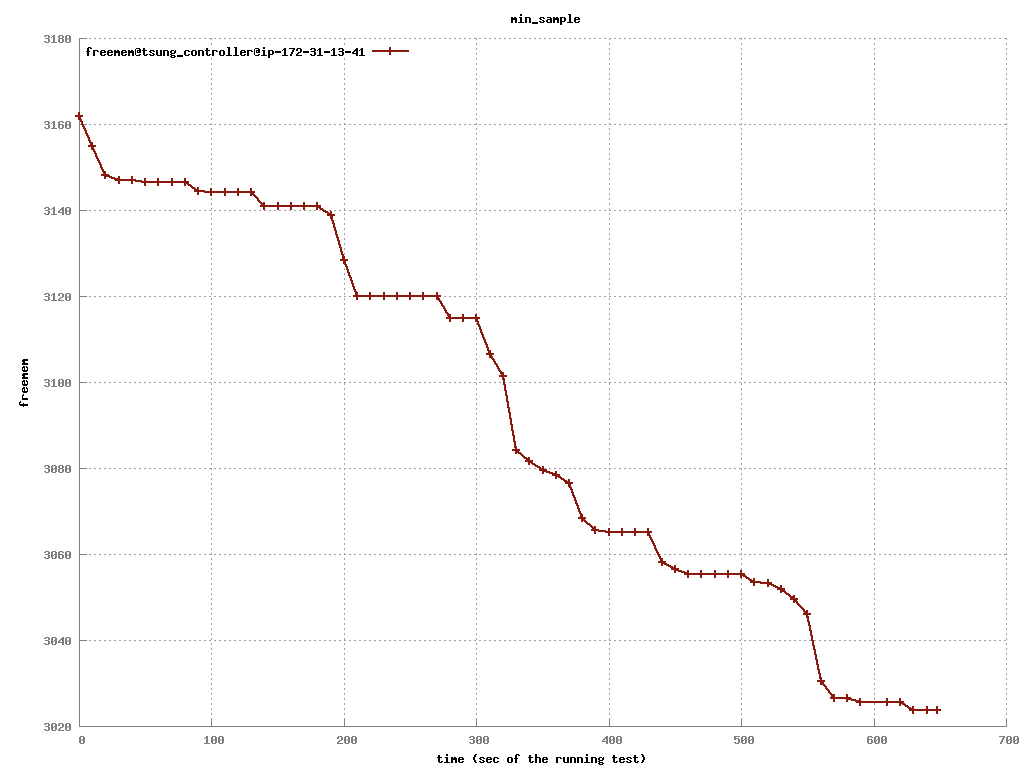 min_sample
freemem@tsung_controller@ip-172-31-13-41
3180
3160
3140
3120
3100
3080
3060
3040
3020
freemem
0 100 200 300 400 500 600 700
time (sec of the running test)